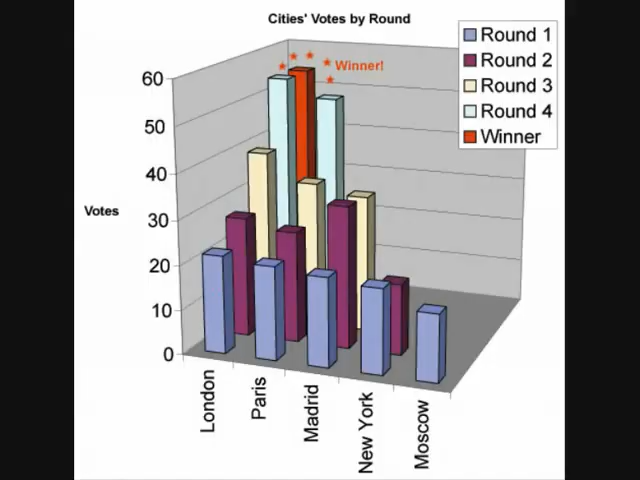 Cities' Votes by Round
Round 1
Round 2
Round 3
Round 4
Winner
Winner!
60
50
40
30
20
10
0
Votes
London
Paris
Madrid
New York
Moscow